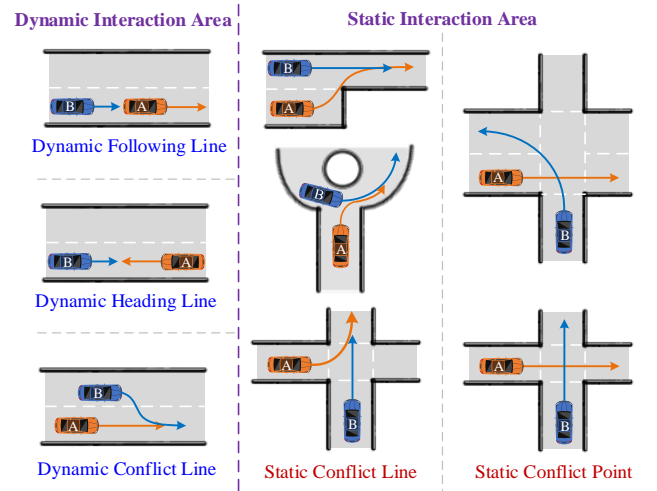 Dynamic Interaction Area
Static Interaction Area
B A
Dynamic Following Line
B A
Dynamic Heading Line
B
A
Dynamic Conflict Line
B
A
B
A
A
B
Static Conflict Line
A
B
A
B
Static Conflict Point